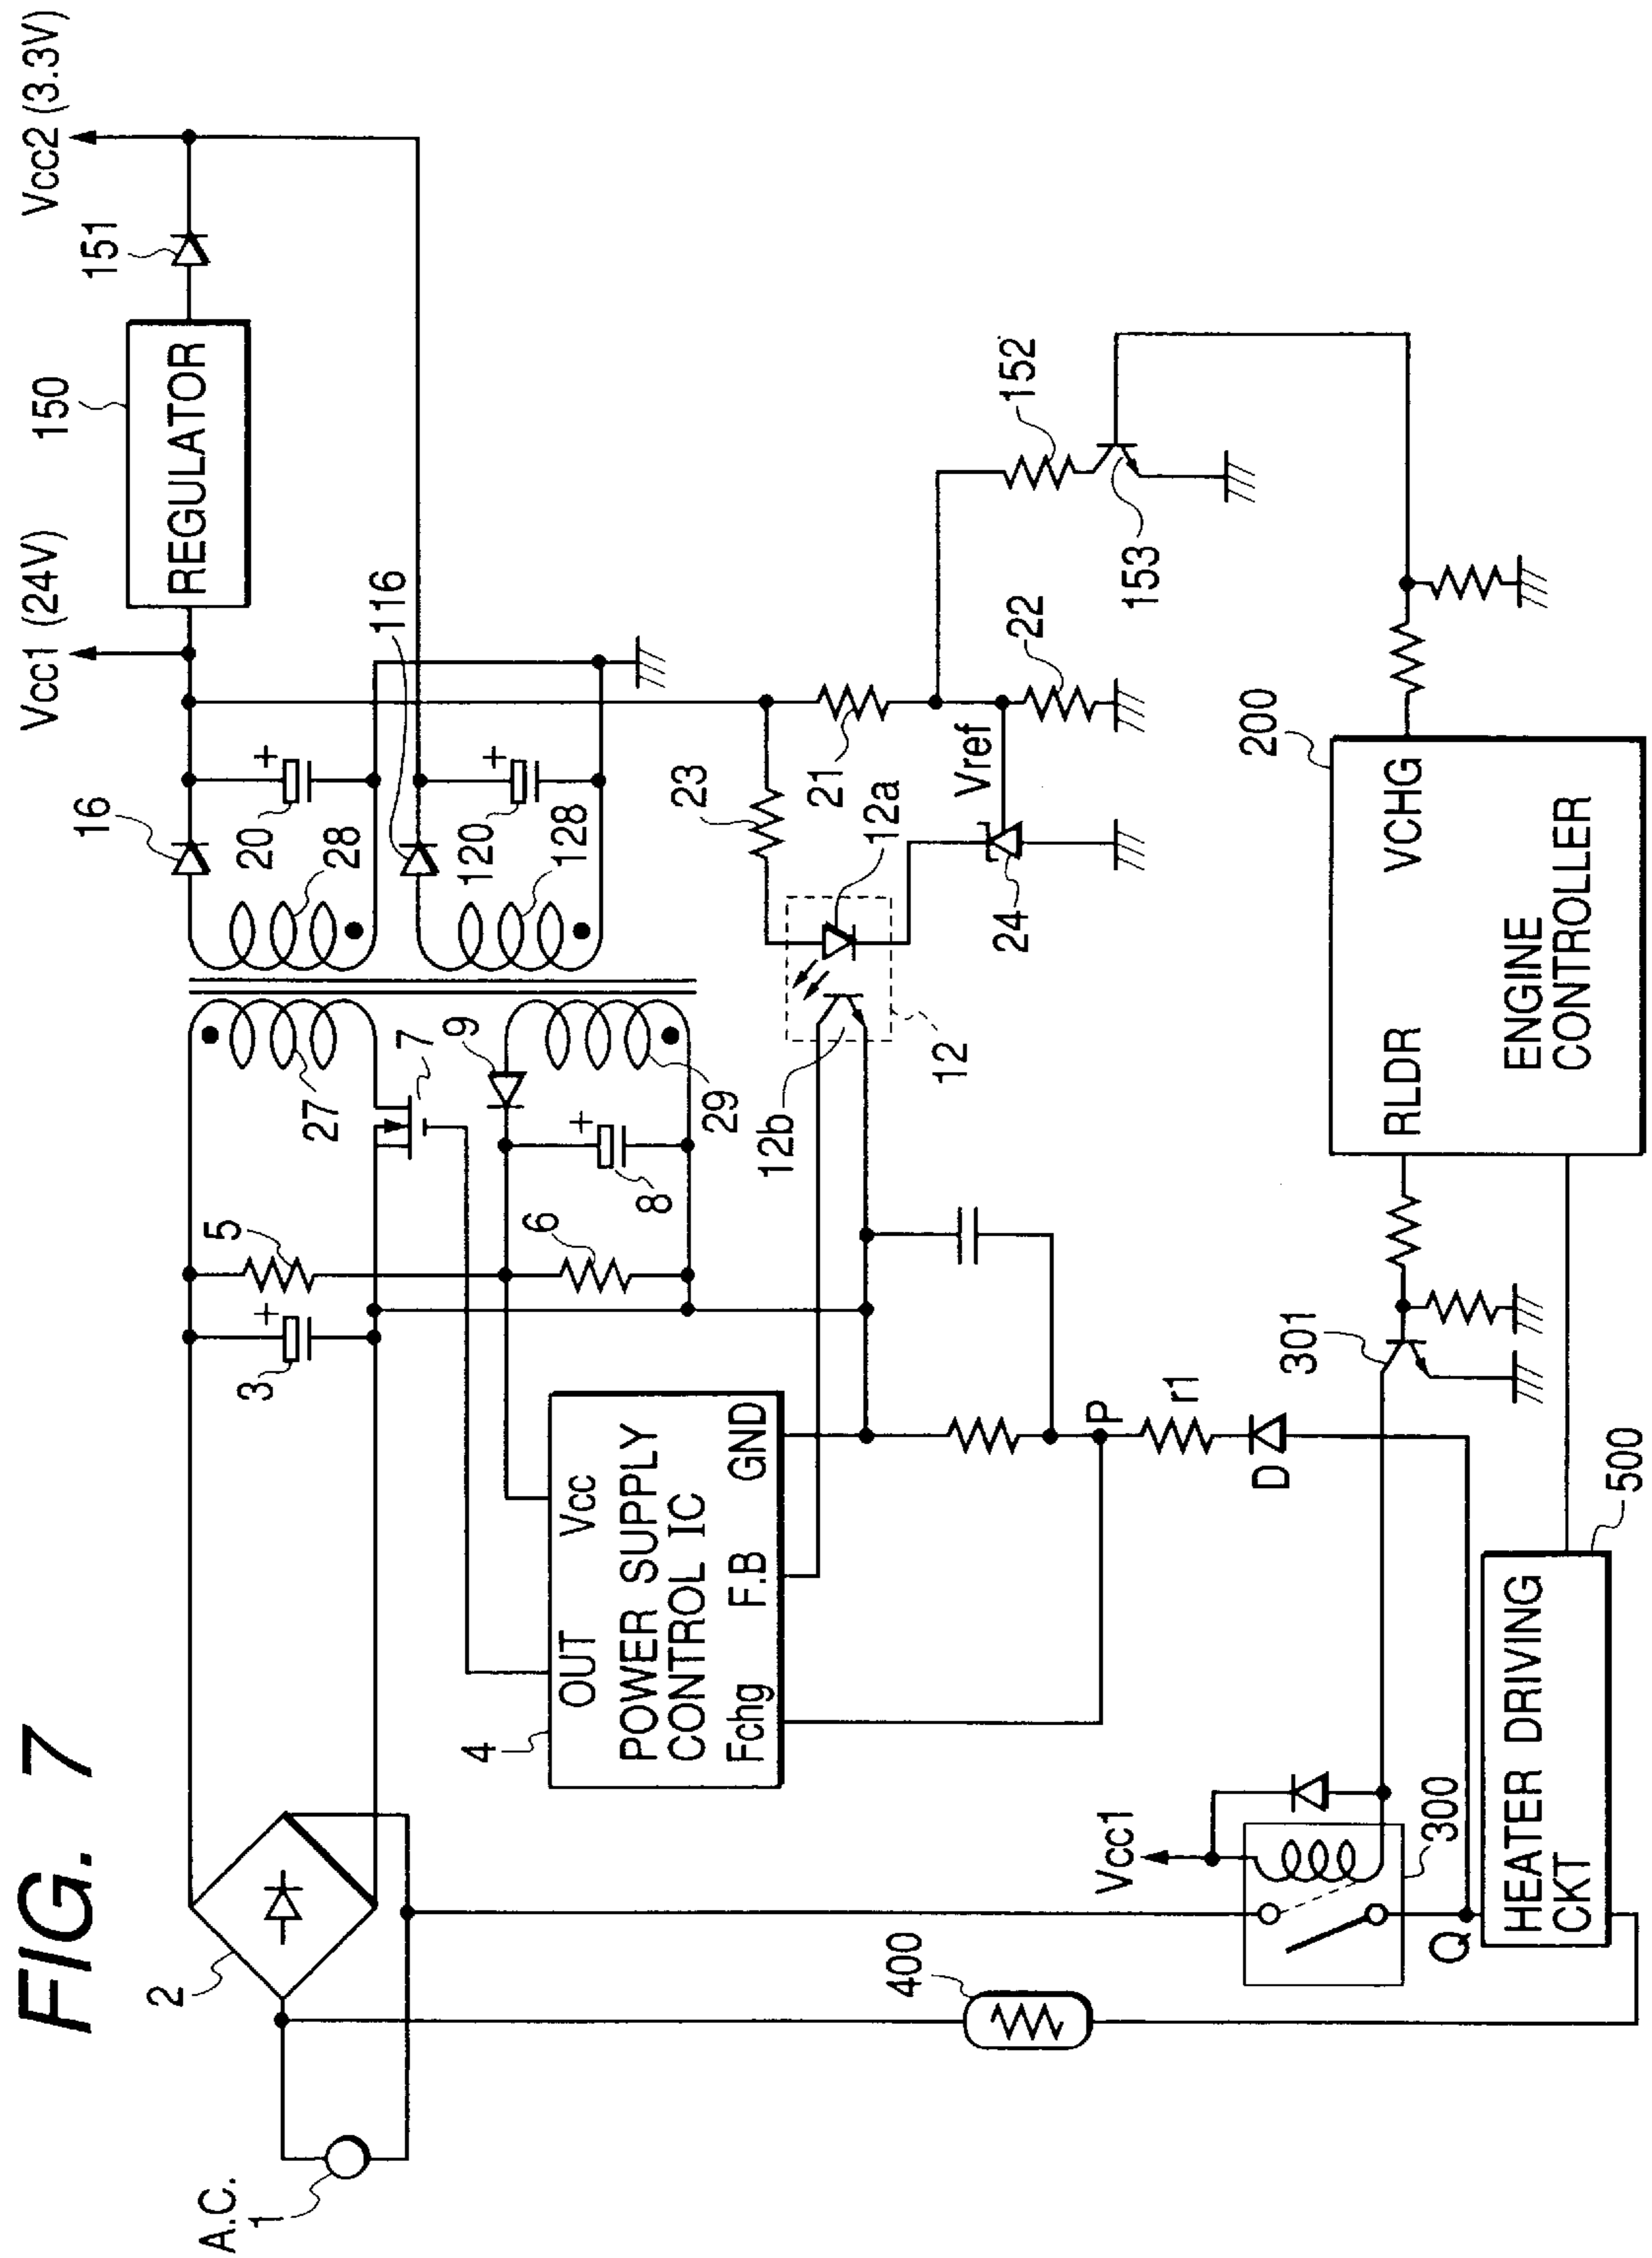 FIG. 7
Vcc1 (24V)
Vcc2 (3.3V)
150
151
REGULATOR
16
20
28
116
120
128
A.C.
1
2
3
5
27
7
9
6
8
29
4
OUT
Vcc
POWER SUPPLY
CONTROL IC
Fchg
F.B
GND
12b
12
12a
23
21
Vref
22
24
152
153
P
r1
D
400
Vcc1
300
301
Q
HEATER DRIVING
CKT
500
200
RLDR
VCHG
ENGINE
CONTROLLER